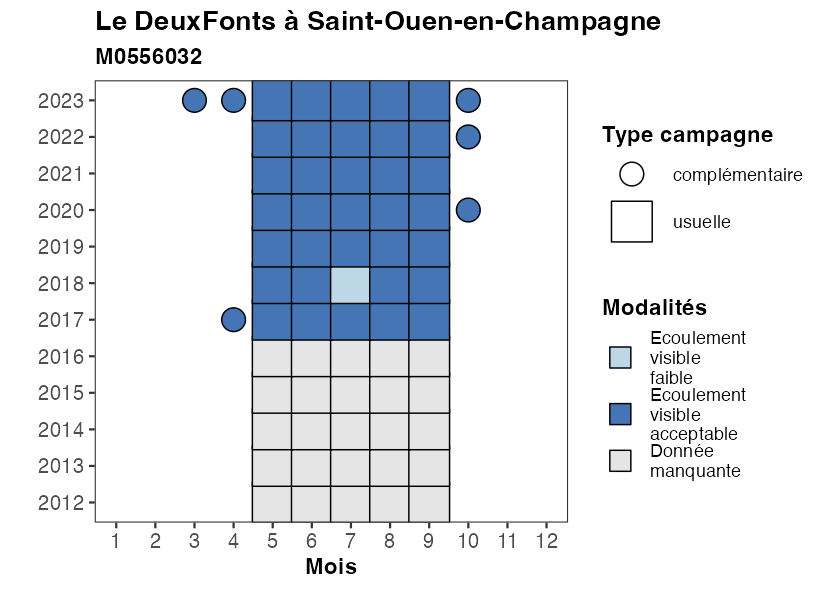 Le DeuxFonts à Saint-Ouen-en-Champagne
M0556032
2023
2022
2021
2020
2019
2018
2017
2016
2015
2014
2013
2012
1 2 3 4 5 6 7 8 9 10 11 12
Mois
Type campagne
complémentaire
usuelle
Modalités
Ecoulement
visible
faible
Ecoulement
visible
acceptable
Donnée
manquante